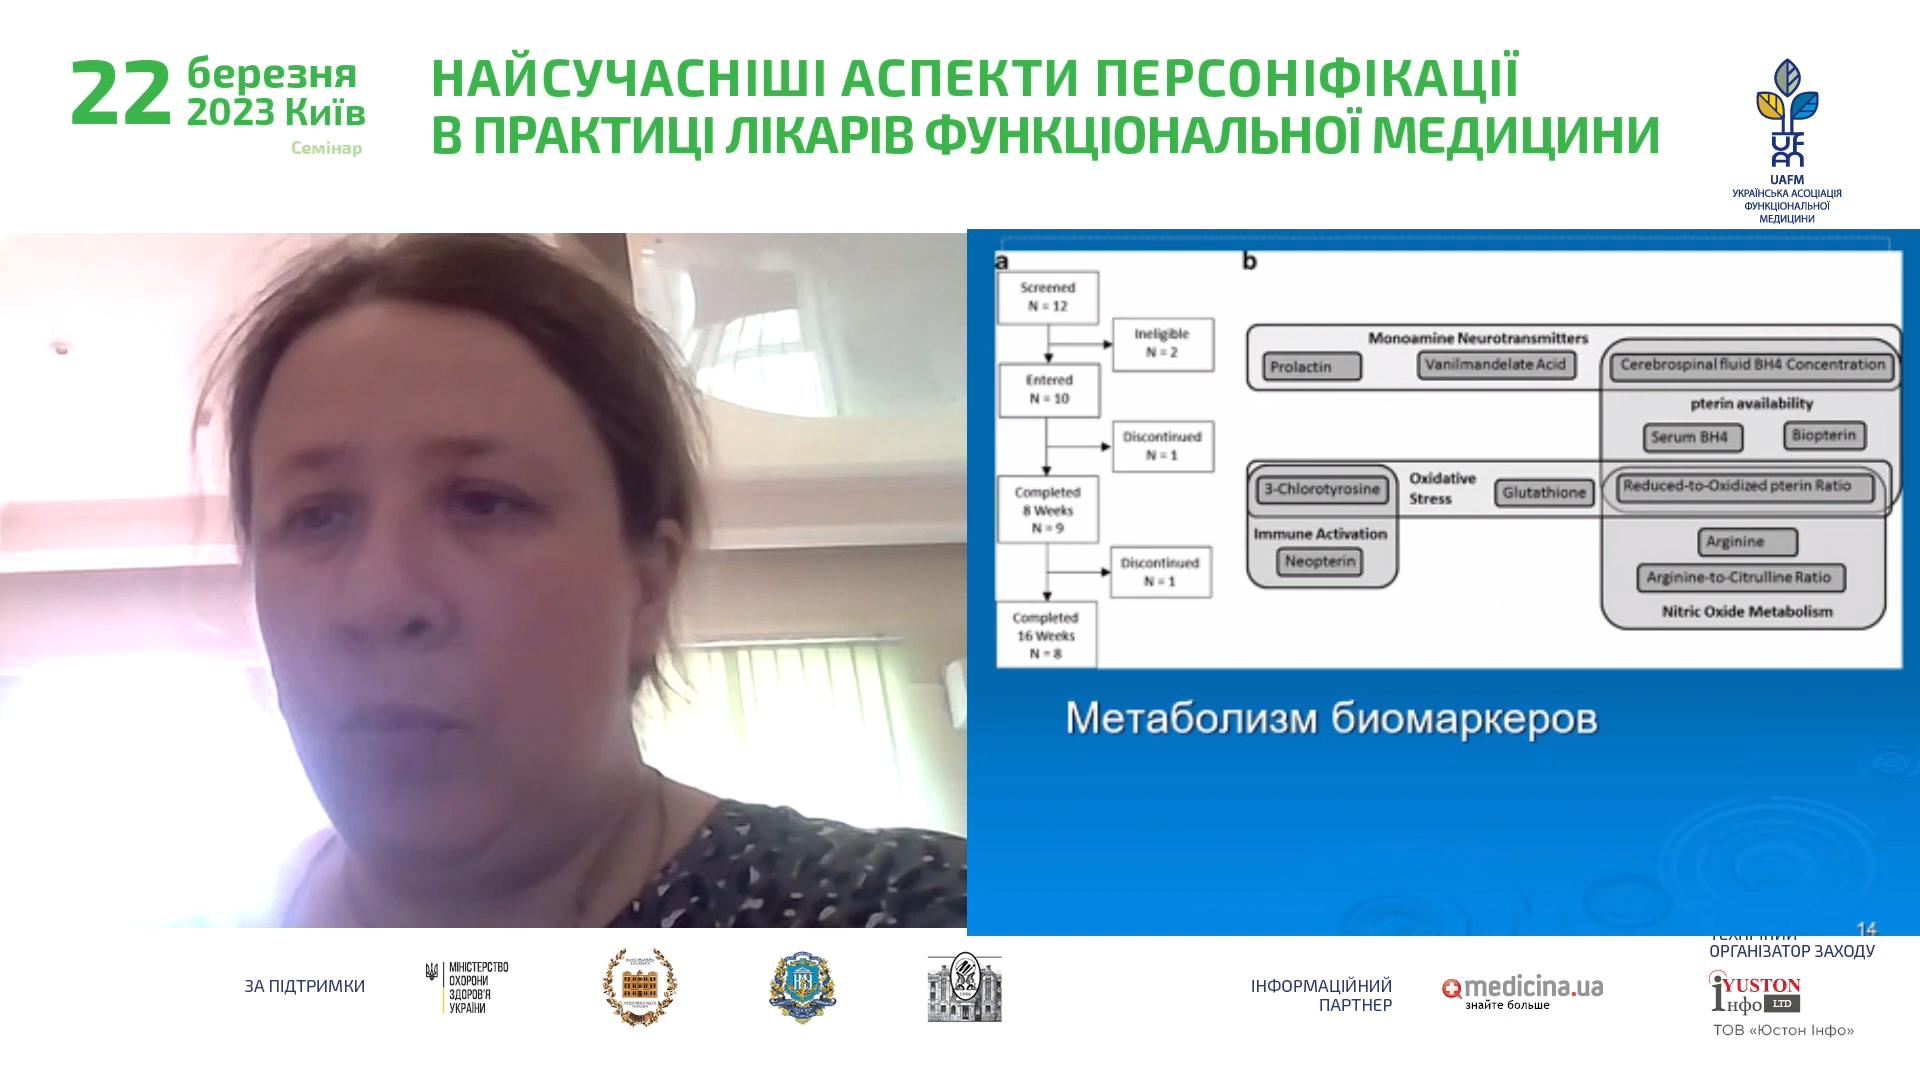 22 березня
2023 Київ
Семінар
НАЙСУЧАСНІШІ АСПЕКТИ ПЕРСОНІФІКАЦІЇ
В ПРАКТИЦІ ЛІКАРІВ ФУНКЦІОНАЛЬНОЇ МЕДИЦИНИ
UAFM
УКРАЇНСЬКА АСОЦІАЦІЯ
ФУНКЦІОНАЛЬНОЇ
МЕДИЦИНИ
a
Screened
N = 12
Ineligible
N = 2
Entered
N = 10
Discontinued
N = 1
Completed
8 Weeks
N = 9
Discontinued
N = 1
Completed
16 Weeks
N = 8
b
Monoamine Neurotransmitters
Prolactin
Vanilmandelate Acid
Cerebrospinal fluid BH4 Concentration
pterin availability
Serum BH4
Biopterin
3-Chlorotyrosine
Oxidative
Stress
Glutathione
Reduced-to-Oxidized pterin Ratio
Immune Activation
Neopterin
Arginine
Arginine-to-Citrulline Ratio
Nitric Oxide Metabolism
Метаболизм биомаркеров
14
ЗА ПІДТРИМКИ
МІНІСТЕРСТВО
ОХОРОНИ
ЗДОРОВ'Я
УКРАЇНИ
ІНФОРМАЦІЙНИЙ
ПАРТНЕР
medicina.ua
знайте больше
ТЕХНІЧНИЙ
ОРГАНІЗАТОР ЗАХОДУ
YUSTON
Інфо LTD
ТОВ «Юстон Інфо»